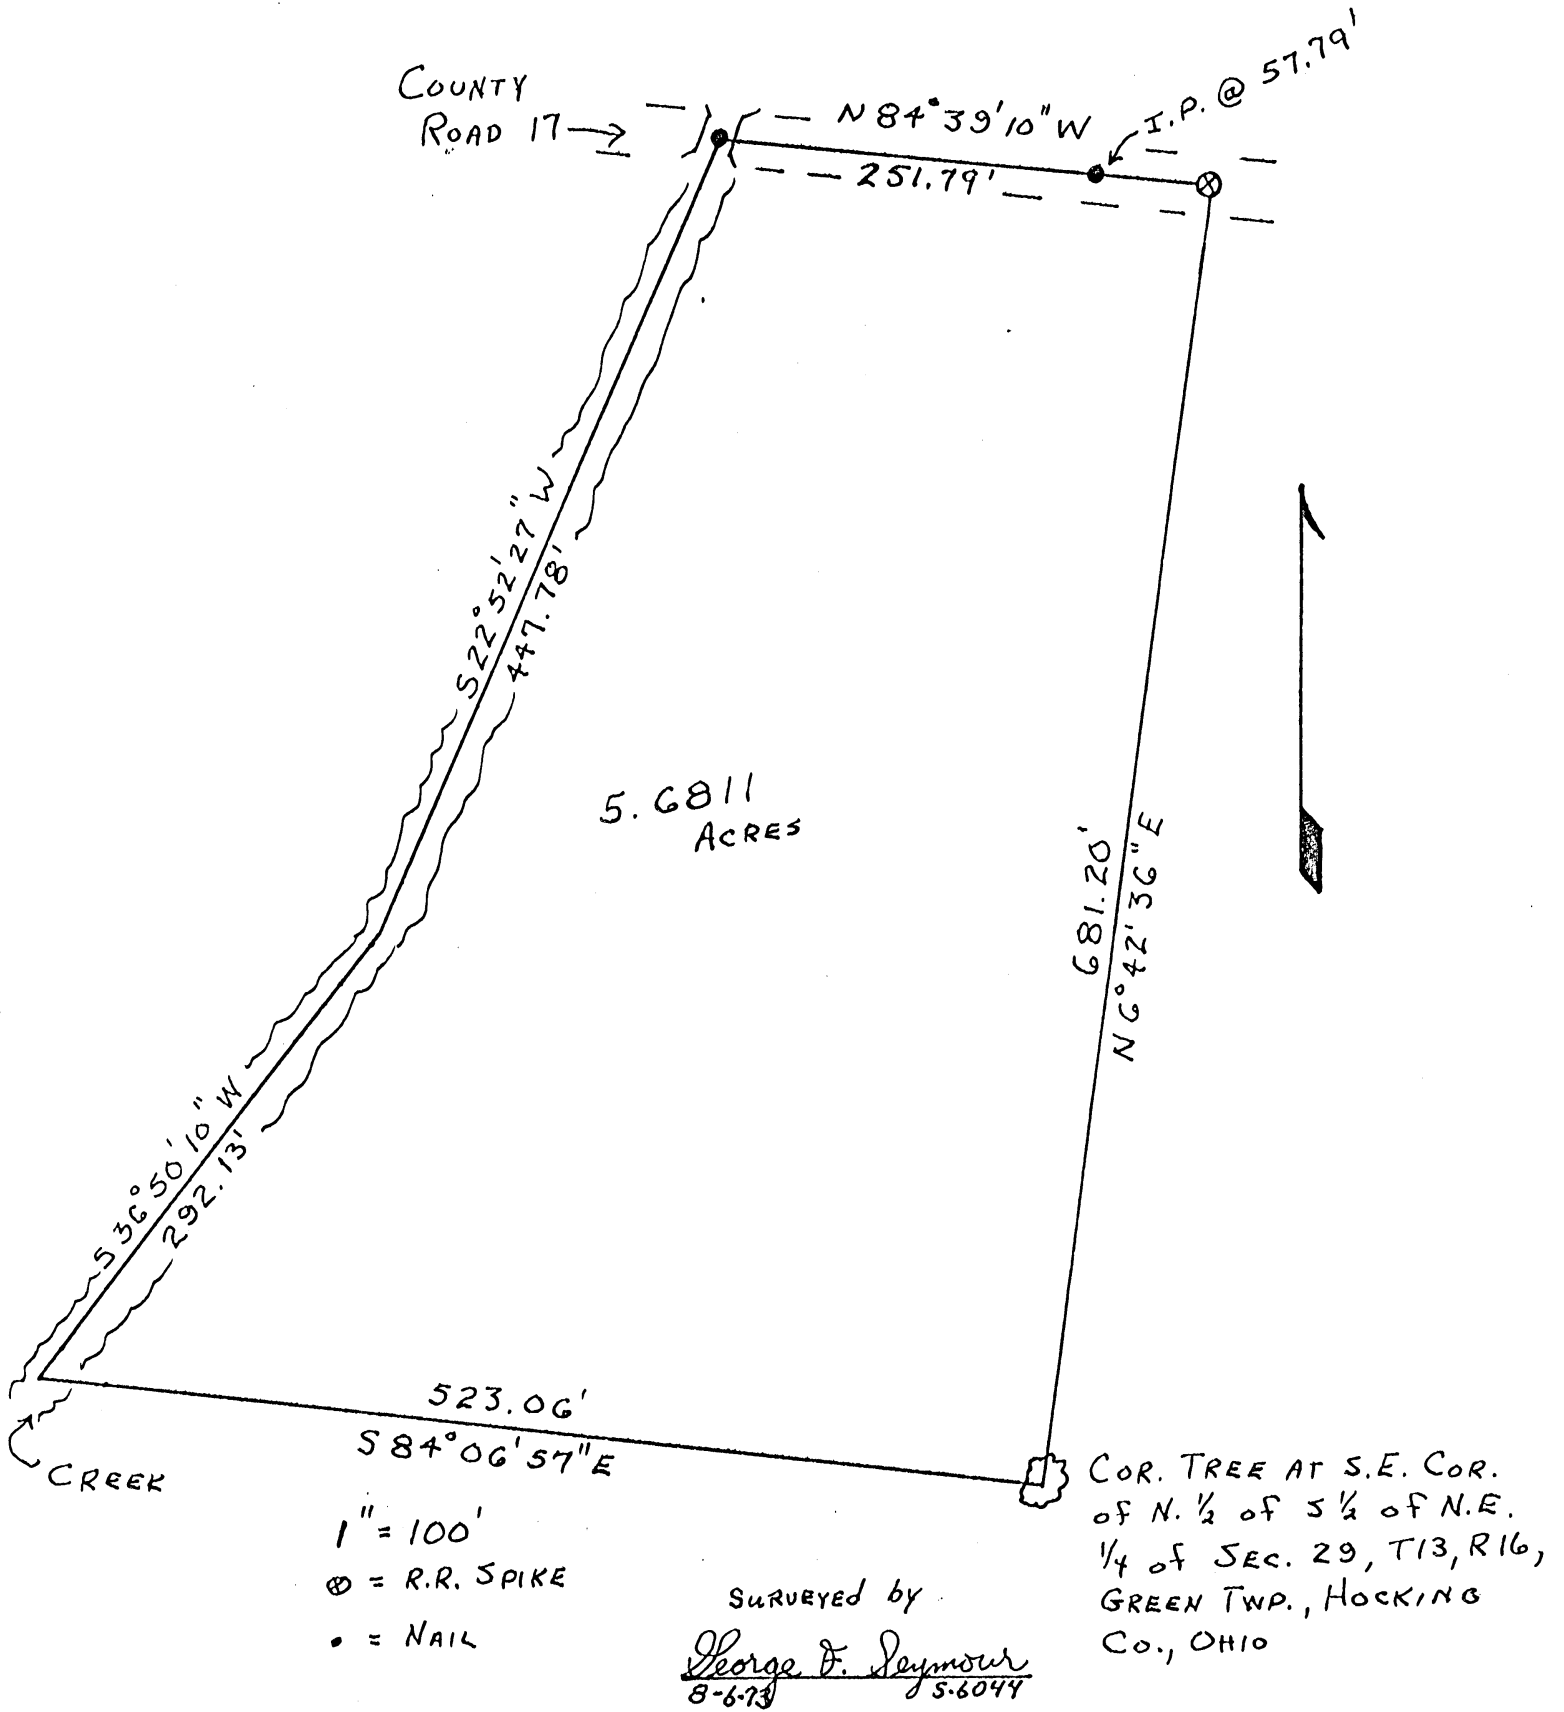 COUNTY
ROAD 17
N 84°39'10" W
I.P. @ 57.79'
251.79'
S 22°52'27" W
447.78'
5.6811
ACRES
681.20'
N 6°42'36" E
S 36°50'10" W
292.13'
523.06'
S 84°06'57" E
CREEK
COR. TREE AT S.E. COR.
of N. 1/2 of S 1/2 of N.E.
1/4 of SEC. 29, T13, R16,
GREEN TWP., HOCKING
CO., OHIO
1" = 100'
⊗ = R.R. SPIKE
• = NAIL
SURVEYED by
George F. Seymour
8-6-73 S-6044